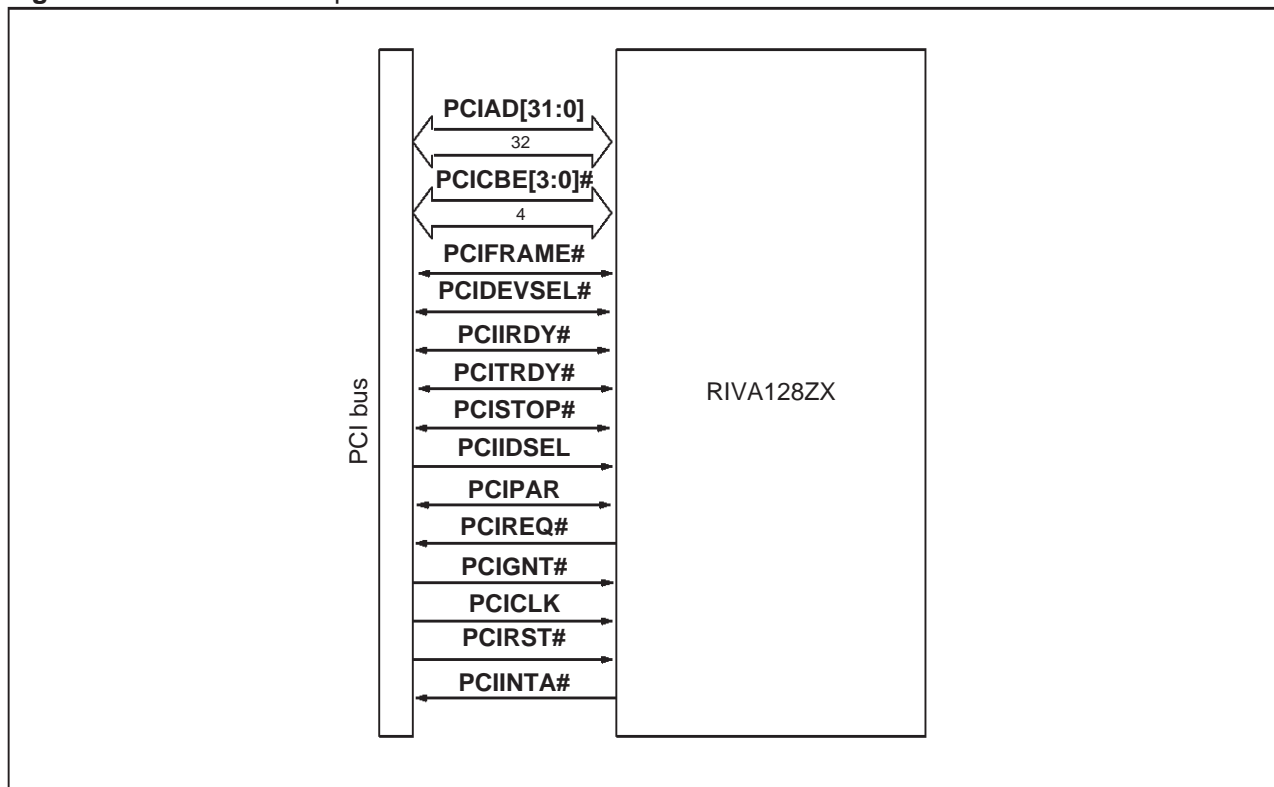 PCIAD[31:0]
32
PCICBE[3:0]#
4
PCIFRAME#
PCIDEVSEL#
PCIIRDY#
PCITRDY#
PCISTOP#
PCIIDSEL
PCIPAR
PCIREQ#
PCIGNT#
PCICLK
PCIRST#
PCIINTA#
PCI bus
RIVA128ZX